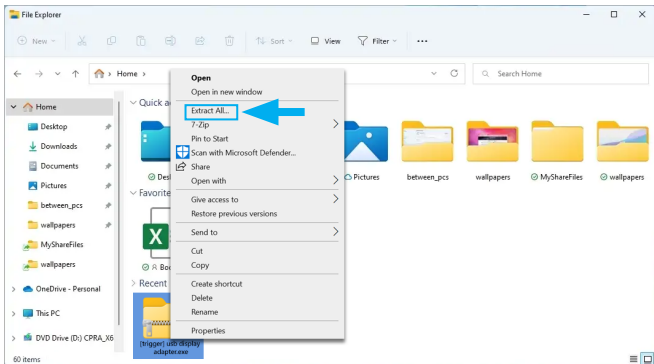 File Explorer
New
Sort
View
Filter
Home
Search Home
Home
Desktop
Downloads
Documents
Pictures
between_pcs
wallpapers
MyShareFiles
wallpapers
OneDrive - Personal
This PC
DVD Drive (D:) CPRA_X6
60 items
Quick a
Des
Pictures
between_pcs
wallpapers
MyShareFiles
wallpapers
Favorite
X
Boo
Recent
[trigger] usb display
adapter.exe
Open
Open in new window
Extract All...
7-Zip
Pin to Start
Scan with Microsoft Defender...
Share
Open with
Give access to
Restore previous versions
Send to
Cut
Copy
Create shortcut
Delete
Rename
Properties